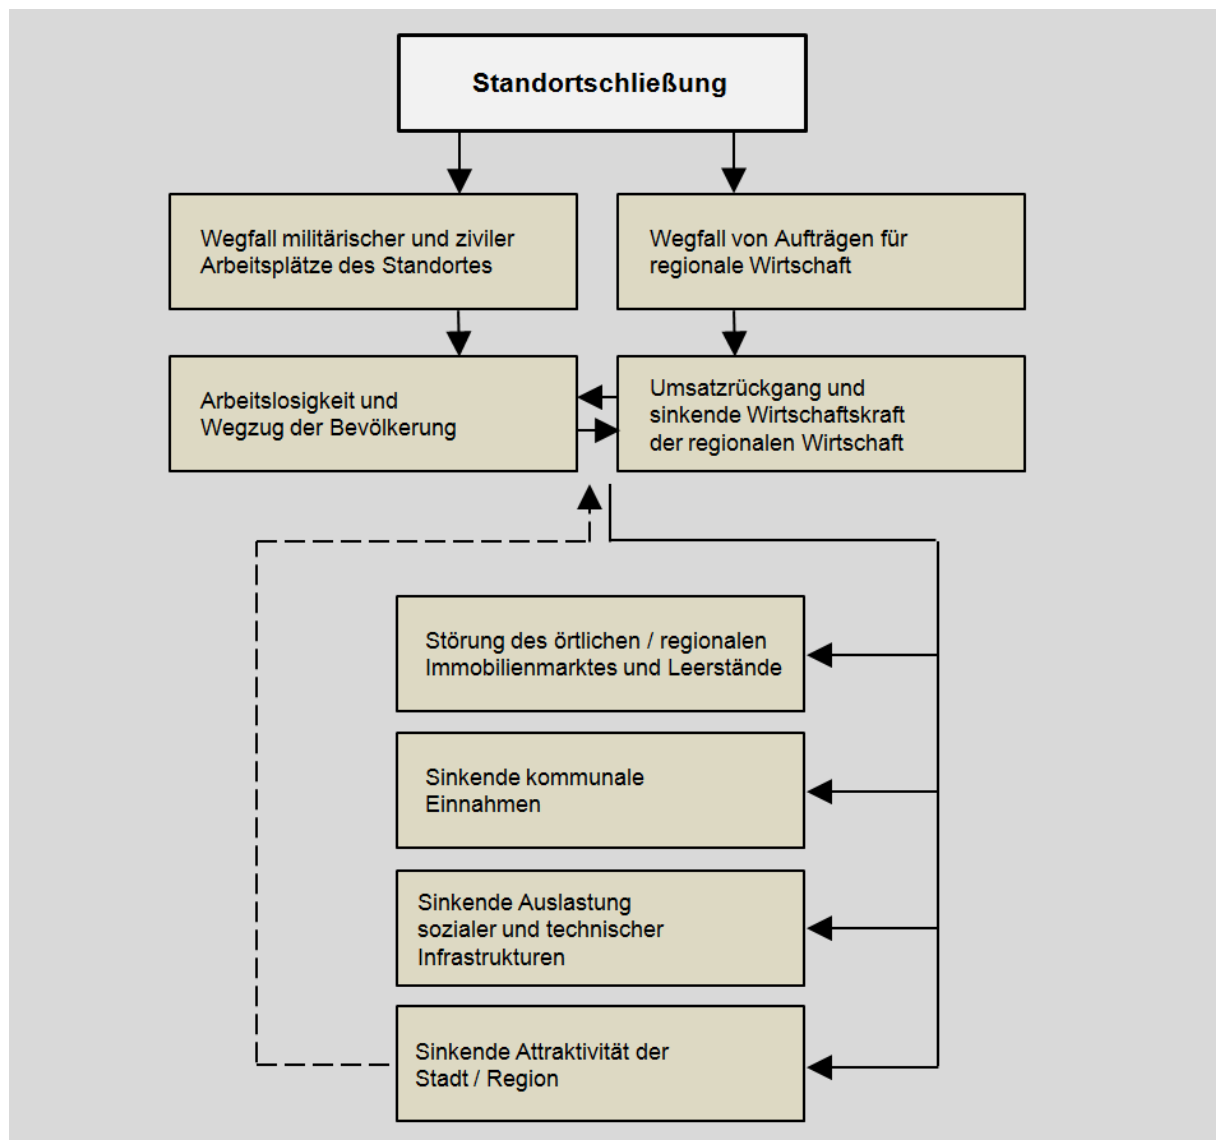 Standortschließung
Wegfall militärischer und ziviler
Arbeitsplätze des Standortes
Wegfall von Aufträgen für
regionale Wirtschaft
Arbeitslosigkeit und
Wegzug der Bevölkerung
Umsatzrückgang und
sinkende Wirtschaftskraft
der regionalen Wirtschaft
Störung des örtlichen / regionalen
Immobilienmarktes und Leerstände
Sinkende kommunale
Einnahmen
Sinkende Auslastung
sozialer und technischer
Infrastrukturen
Sinkende Attraktivität der
Stadt / Region